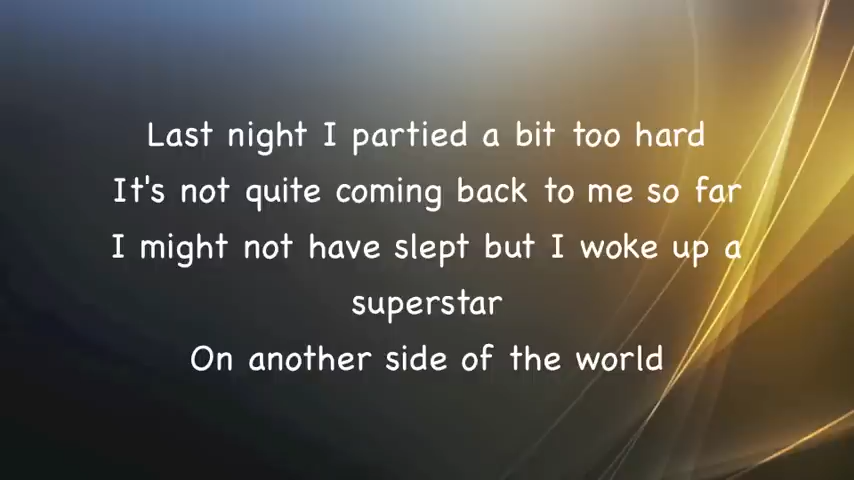 Last night I partied a bit too hard
It's not quite coming back to me so far
I might not have slept but I woke up a
superstar
On another side of the world